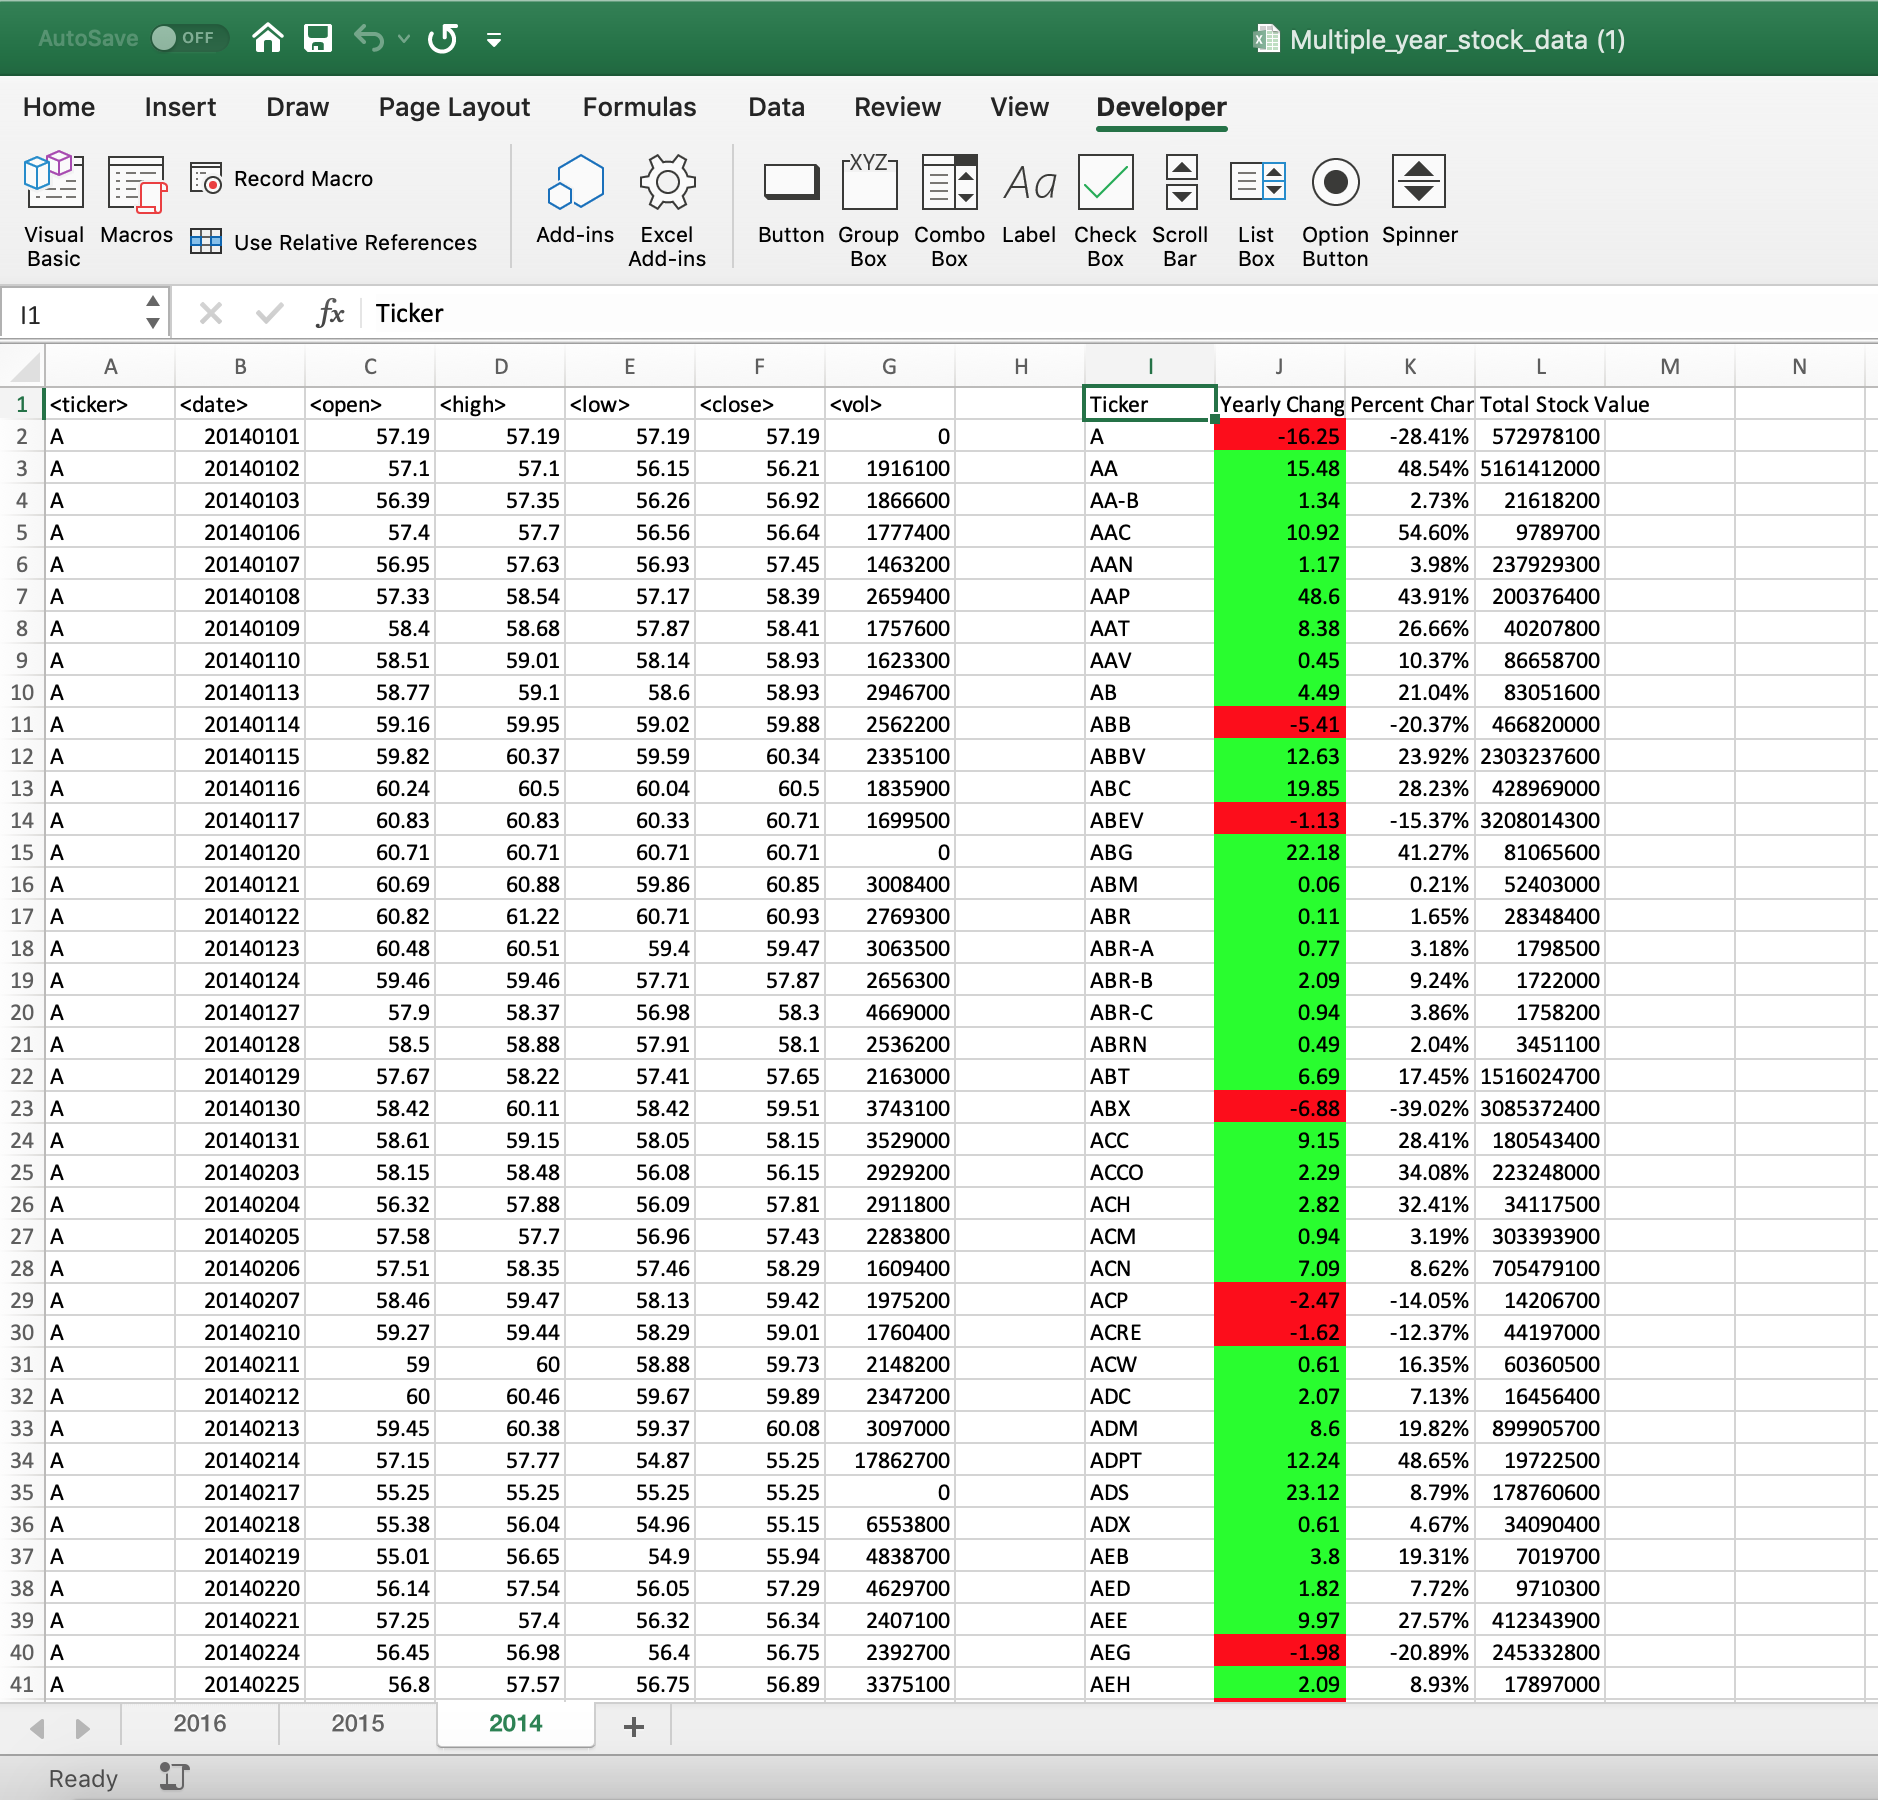 AutoSave OFF Multiple_year_stock_data (1)
Home Insert Draw Page Layout Formulas Data Review View Developer
Visual Basic
Macros
Record Macro
Use Relative References
Add-ins
Excel Add-ins
Button
Group Box
XYZ
Combo Box
Aa
Label
Check Box
Scroll Bar
List Box
Option Button
Spinner
I1 fx Ticker
A B C D E F G H I J K L M N
1 <ticker> <date> <open> <high> <low> <close> <vol> Ticker Yearly Chang Percent Char Total Stock Value
2 A 20140101 57.19 57.19 57.19 57.19 0 A -16.25 -28.41% 572978100
3 A 20140102 57.1 57.1 56.15 56.21 1916100 AA 15.48 48.54% 5161412000
4 A 20140103 56.39 57.35 56.26 56.92 1866600 AA-B 1.34 2.73% 21618200
5 A 20140106 57.4 57.7 56.56 56.64 1777400 AAC 10.92 54.60% 9789700
6 A 20140107 56.95 57.63 56.93 57.45 1463200 AAN 1.17 3.98% 237929300
7 A 20140108 57.33 58.54 57.17 58.39 2659400 AAP 48.6 43.91% 200376400
8 A 20140109 58.4 58.68 57.87 58.41 1757600 AAT 8.38 26.66% 40207800
9 A 20140110 58.51 59.01 58.14 58.93 1623300 AAV 0.45 10.37% 86658700
10 A 20140113 58.77 59.1 58.6 58.93 2946700 AB 4.49 21.04% 83051600
11 A 20140114 59.16 59.95 59.02 59.88 2562200 ABB -5.41 -20.37% 466820000
12 A 20140115 59.82 60.37 59.59 60.34 2335100 ABBV 12.63 23.92% 2303237600
13 A 20140116 60.24 60.5 60.04 60.5 1835900 ABC 19.85 28.23% 428969000
14 A 20140117 60.83 60.83 60.33 60.71 1699500 ABEV -1.13 -15.37% 3208014300
15 A 20140120 60.71 60.71 60.71 60.71 0 ABG 22.18 41.27% 81065600
16 A 20140121 60.69 60.88 59.86 60.85 3008400 ABM 0.06 0.21% 52403000
17 A 20140122 60.82 61.22 60.71 60.93 2769300 ABR 0.11 1.65% 28348400
18 A 20140123 60.48 60.51 59.4 59.47 3063500 ABR-A 0.77 3.18% 1798500
19 A 20140124 59.46 59.46 57.71 57.87 2656300 ABR-B 2.09 9.24% 1722000
20 A 20140127 57.9 58.37 56.98 58.3 4669000 ABR-C 0.94 3.86% 1758200
21 A 20140128 58.5 58.88 57.91 58.1 2536200 ABRN 0.49 2.04% 3451100
22 A 20140129 57.67 58.22 57.41 57.65 2163000 ABT 6.69 17.45% 1516024700
23 A 20140130 58.42 60.11 58.42 59.51 3743100 ABX -6.88 -39.02% 3085372400
24 A 20140131 58.61 59.15 58.05 58.15 3529000 ACC 9.15 28.41% 180543400
25 A 20140203 58.15 58.48 56.08 56.15 2929200 ACCO 2.29 34.08% 223248000
26 A 20140204 56.32 57.88 56.09 57.81 2911800 ACH 2.82 32.41% 34117500
27 A 20140205 57.58 57.7 56.96 57.43 2283800 ACM 0.94 3.19% 303393900
28 A 20140206 57.51 58.35 57.46 58.29 1609400 ACN 7.09 8.62% 705479100
29 A 20140207 58.46 59.47 58.13 59.42 1975200 ACP -2.47 -14.05% 14206700
30 A 20140210 59.27 59.44 58.29 59.01 1760400 ACRE -1.62 -12.37% 44197000
31 A 20140211 59 60 58.88 59.73 2148200 ACW 0.61 16.35% 60360500
32 A 20140212 60 60.46 59.67 59.89 2347200 ADC 2.07 7.13% 16456400
33 A 20140213 59.45 60.38 59.37 60.08 3097000 ADM 8.6 19.82% 899905700
34 A 20140214 57.15 57.77 54.87 55.25 17862700 ADPT 12.24 48.65% 19722500
35 A 20140217 55.25 55.25 55.25 55.25 0 ADS 23.12 8.79% 178760600
36 A 20140218 55.38 56.04 54.96 55.15 6553800 ADX 0.61 4.67% 34090400
37 A 20140219 55.01 56.65 54.9 55.94 4838700 AEB 3.8 19.31% 7019700
38 A 20140220 56.14 57.54 56.05 57.29 4629700 AED 1.82 7.72% 9710300
39 A 20140221 57.25 57.4 56.32 56.34 2407100 AEE 9.97 27.57% 412343900
40 A 20140224 56.45 56.98 56.4 56.75 2392700 AEG -1.98 -20.89% 245332800
41 A 20140225 56.8 57.57 56.75 56.89 3375100 AEH 2.09 8.93% 17897000
2016 2015 2014 +
Ready